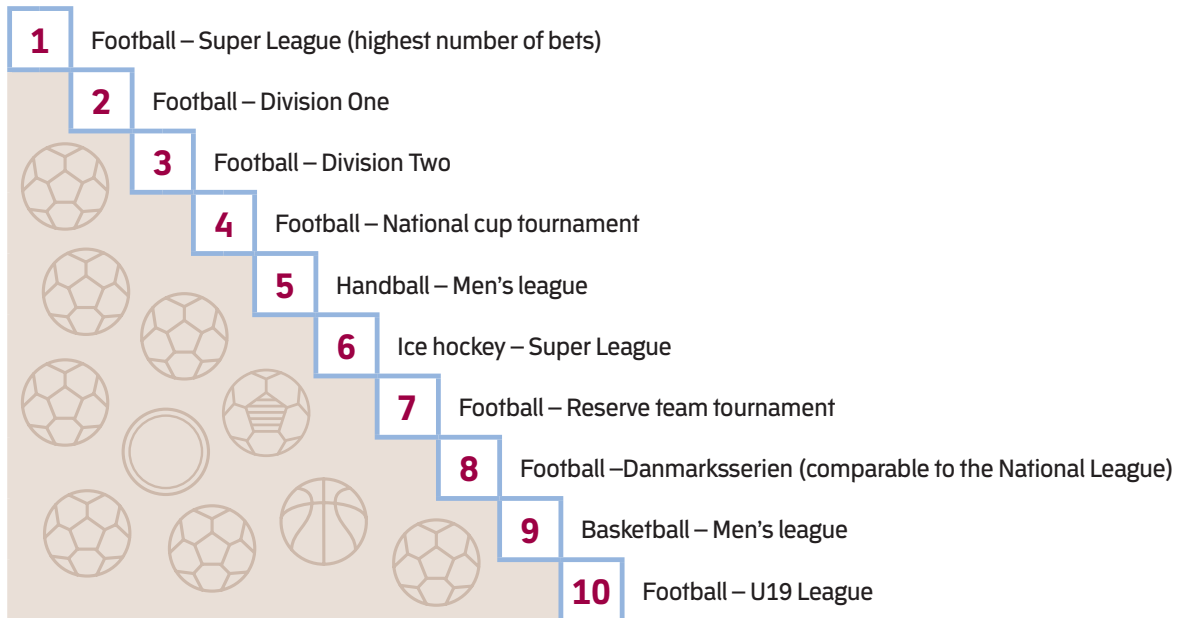 1 Football – Super League (highest number of bets)
2 Football – Division One
3 Football – Division Two
4 Football – National cup tournament
5 Handball – Men’s league
6 Ice hockey – Super League
7 Football – Reserve team tournament
8 Football –Danmarksserien (comparable to the National League)
9 Basketball – Men’s league
10 Football – U19 League